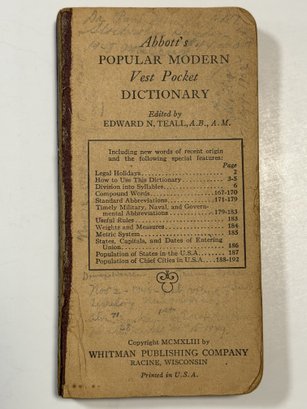 Abbott's
POPULAR MODERN
Vest Pocket
DICTIONARY
Edited by
EDWARD N. TEALL, A.B., A.M.
Including new words of recent origin
and the following special features:
Page
Legal Holidays........................ 2
How to Use This Dictionary........ 3-5
Division into Syllables................ 6
Compound Words................167-170
Standard Abbreviations..........171-179
Timely Military, Naval, and Govern-
mental Abbreviations..........179-183
Useful Rules........................ 183
Weights and Measures.............. 184
Metric System....................... 185
States, Capitals, and Dates of Entering
Union............................ 186
Population of States in the U.S.A.... 187
Population of Chief Cities in U.S.A....188-192
Copyright MCMXLIII by
WHITMAN PUBLISHING COMPANY
RACINE, WISCONSIN
Printed in U.S.A.